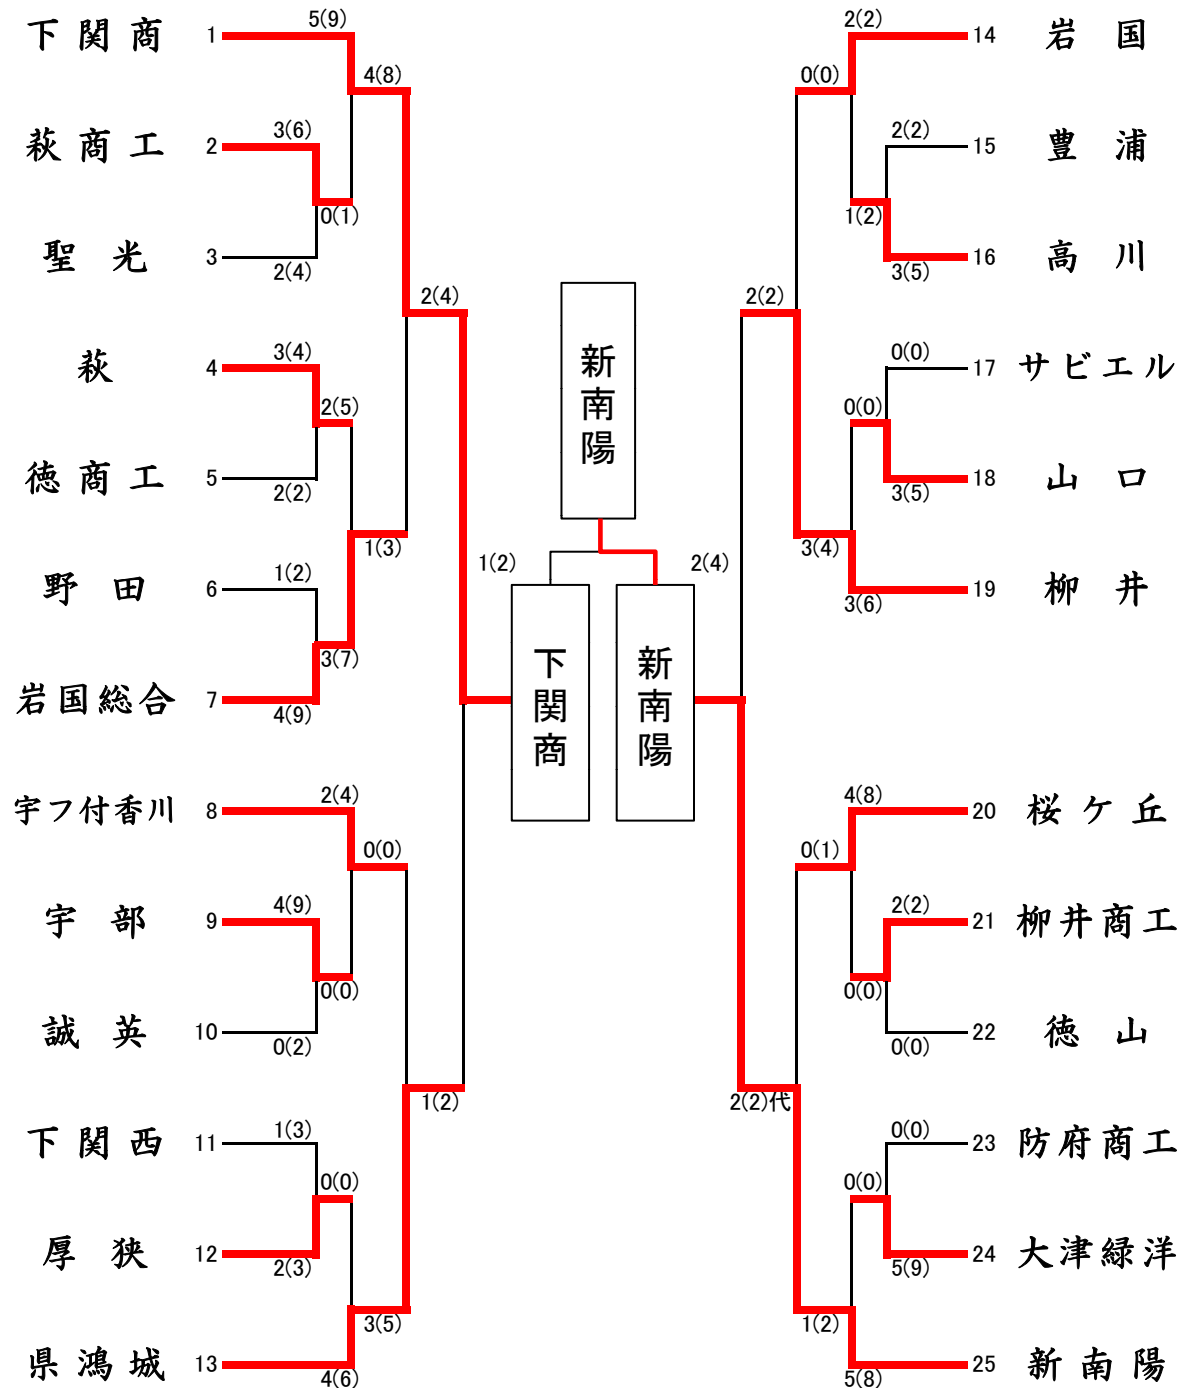 5(9)
下関商 1
4(8)
3(6)
萩商工 2
0(1)
聖光 3
2(4)
2(4)
3(4)
萩 4
2(5)
徳商工 5
2(2)
1(3)
1(2)
野田 6
3(7)
岩国総合 7
4(9)
2(4)
宇フ付香川 8
0(0)
4(9)
宇部 9
0(0)
誠英 10
0(2)
1(2)
1(3)
下関西 11
0(0)
厚狭 12
2(3)
3(5)
県鴻城 13
4(6)
新南陽
1(2)
2(4)
下関商
新南陽
2(2)
14 岩国
0(0)
2(2)
15 豊浦
1(2)
16 高川
3(5)
2(2)
0(0)
17 サビエル
0(0)
18 山口
3(5)
3(4)
19 柳井
3(6)
4(8)
20 桜ケ丘
0(1)
2(2)
21 柳井商工
0(0)
22 徳山
0(0)
2(2)代
0(0)
23 防府商工
0(0)
24 大津緑洋
5(9)
1(2)
25 新南陽
5(8)